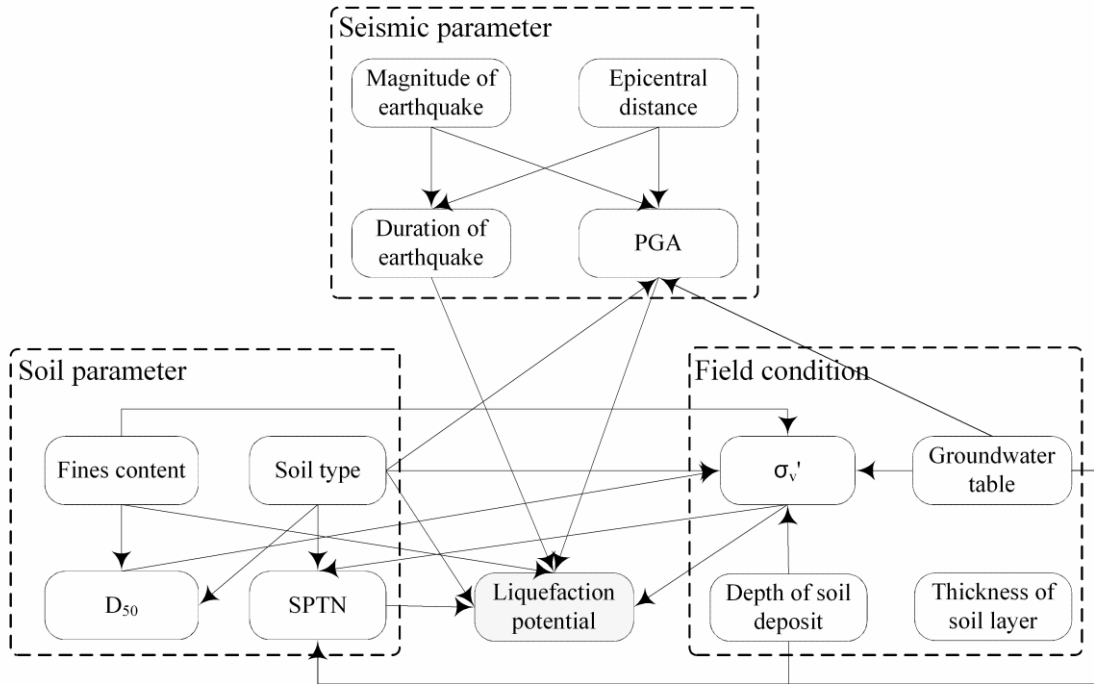 Seismic parameter
Magnitude of
earthquake
Epicentral
distance
Duration of
earthquake
PGA
Soil parameter
Fines content
Soil type
D₅₀
SPTN
Liquefaction
potential
Field condition
σᵥ'
Groundwater
table
Depth of soil
deposit
Thickness of
soil layer